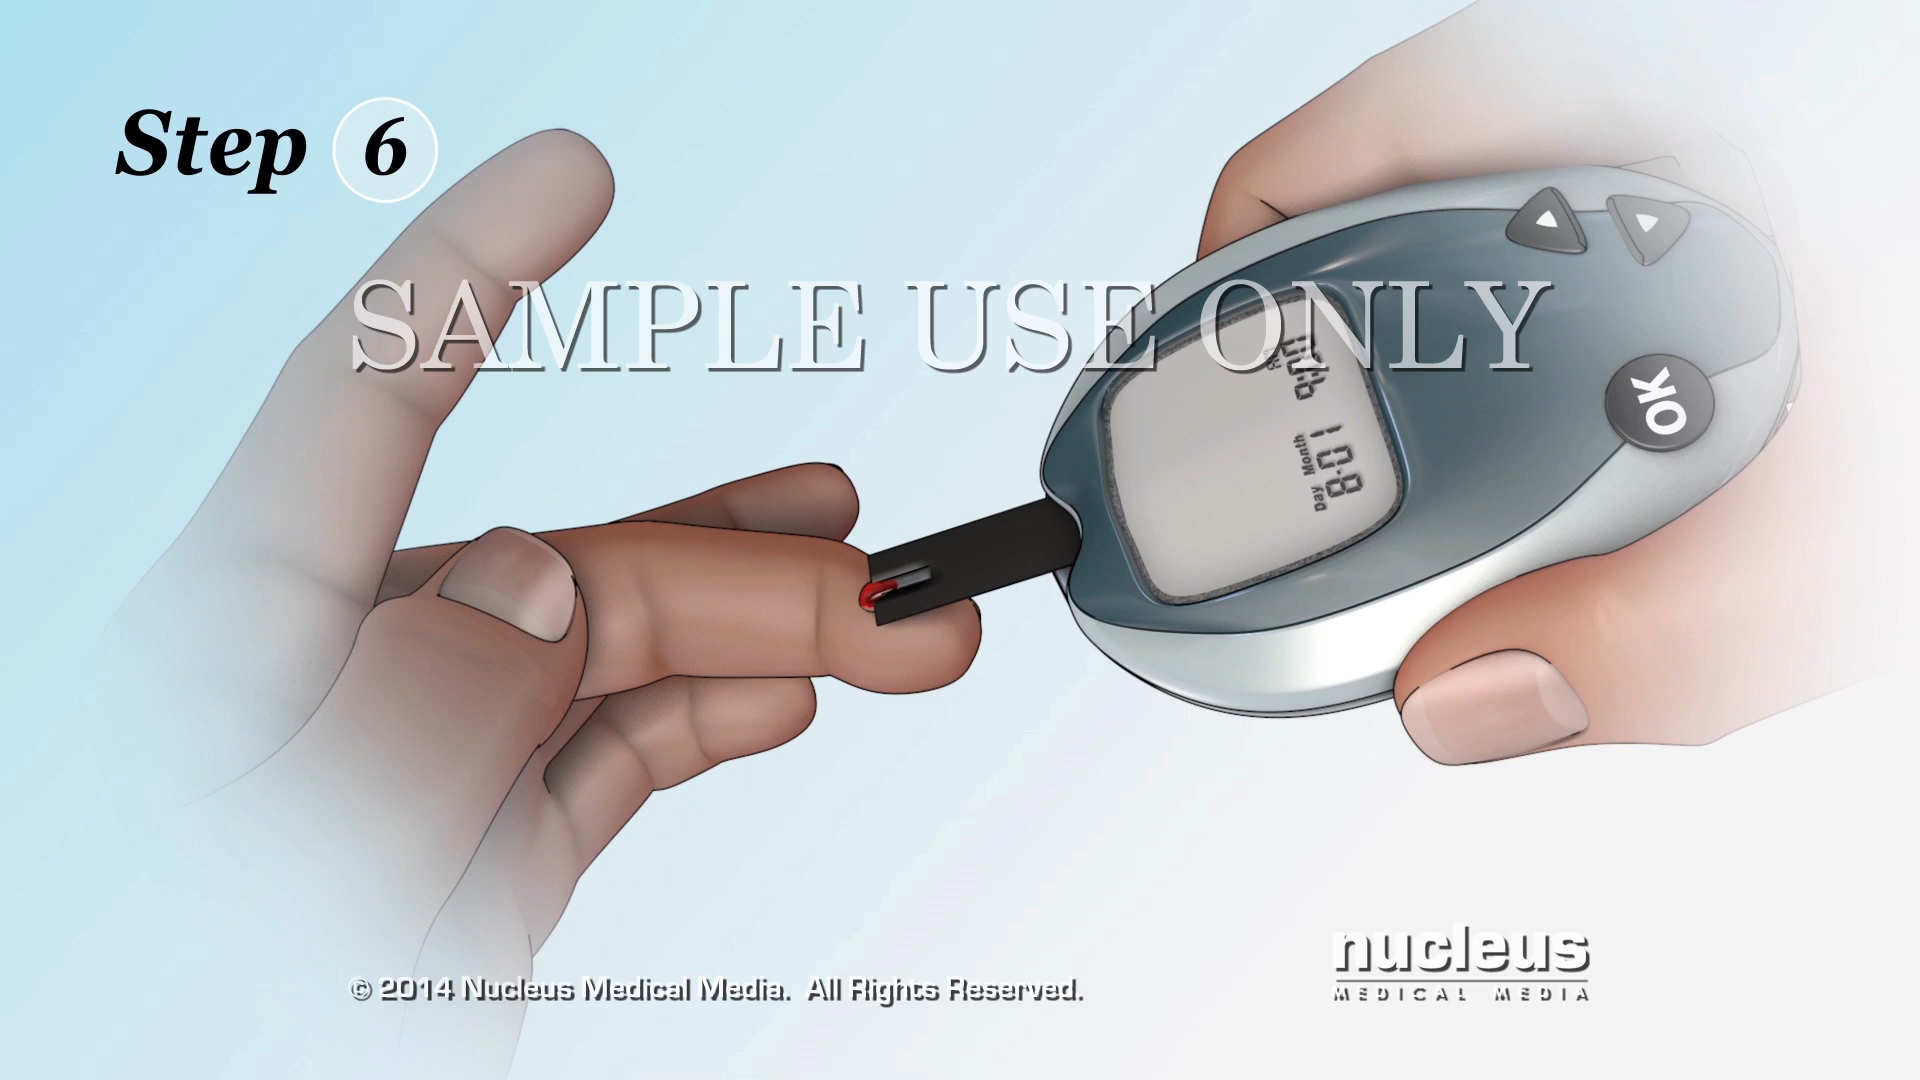 Step 6
SAMPLE USE ONLY
AM
Day Month
8.01
OK
© 2014 Nucleus Medical Media. All Rights Reserved.
nucleus
MEDICAL MEDIA